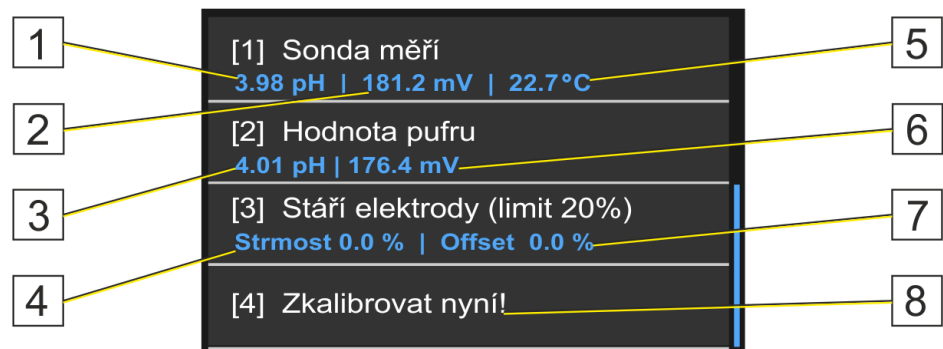 1
[1] Sonda měří
5
3.98 pH | 181.2 mV | 22.7°C
2
[2] Hodnota pufru
6
4.01 pH | 176.4 mV
3
[3] Stáří elektrody (limit 20%)
7
Strmost 0.0 % | Offset 0.0 %
4
[4] Zkalibrovat nyní!
8